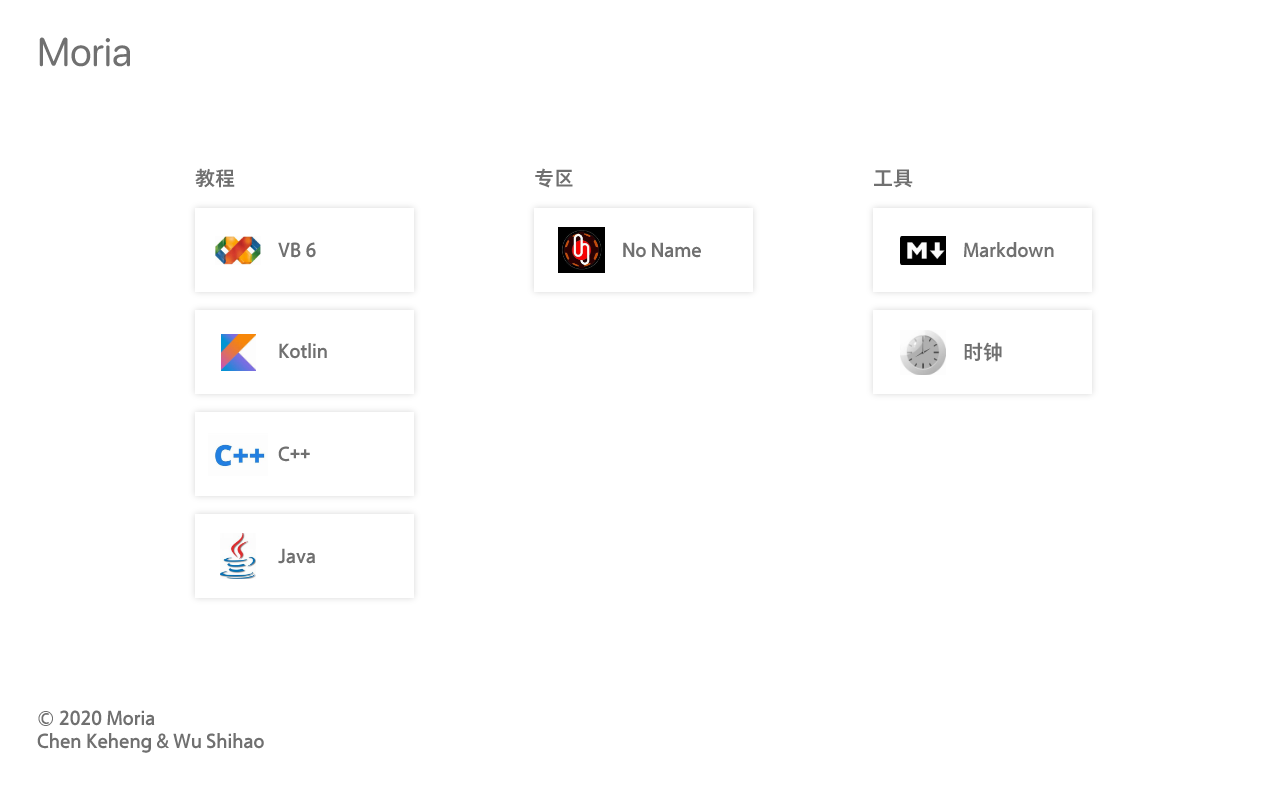 Moria
教程
VB 6
Kotlin
C++ C++
Java
专区
No Name
工具
M Markdown
时钟
© 2020 Moria
Chen Keheng & Wu Shihao